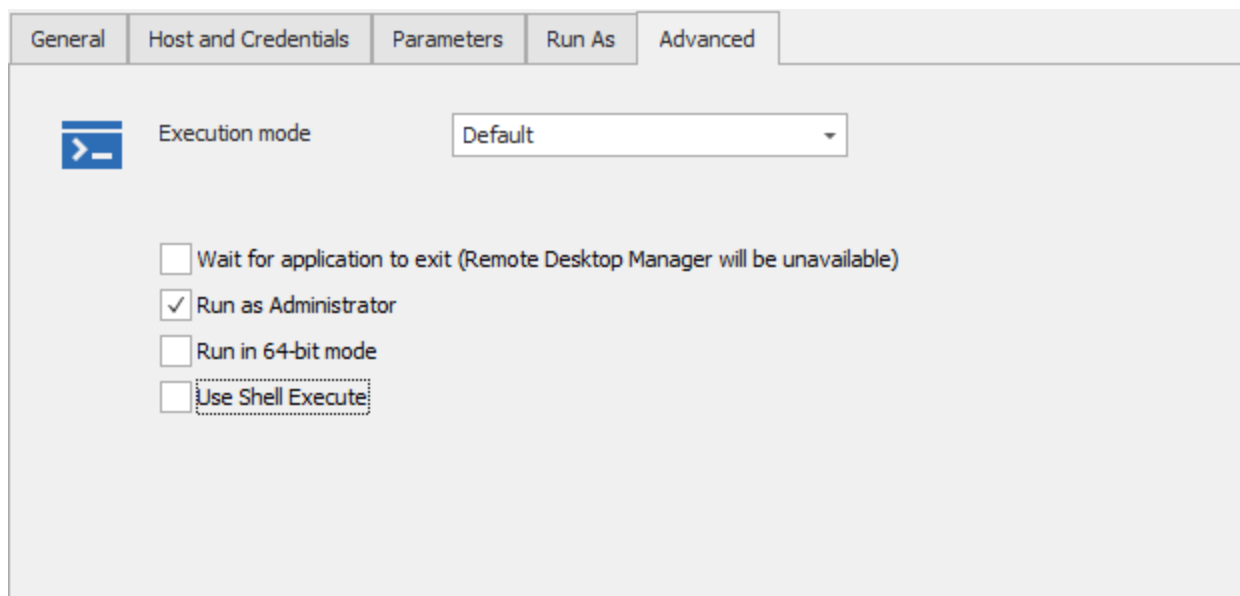 General Host and Credentials Parameters Run As Advanced
Execution mode Default
Wait for application to exit (Remote Desktop Manager will be unavailable)
Run as Administrator
Run in 64-bit mode
Use Shell Execute